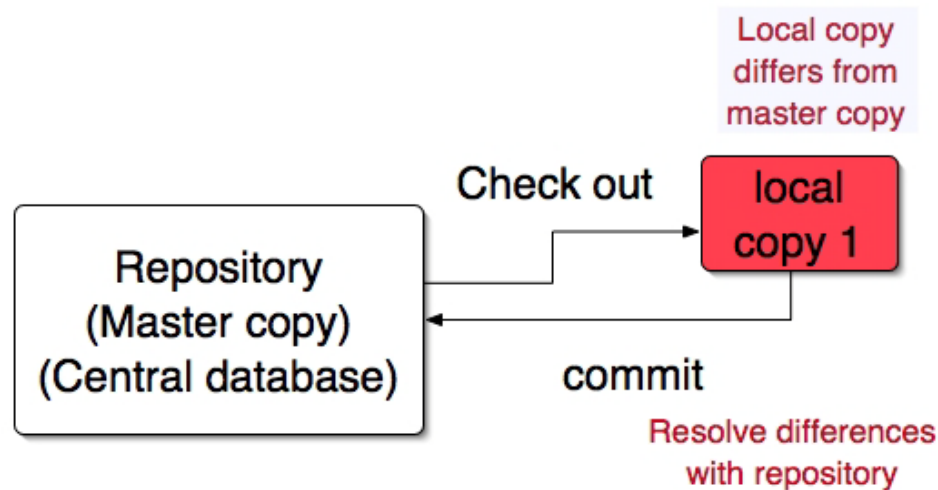 Local copy
differs from
master copy
Check out
local
copy 1
Repository
(Master copy)
(Central database)
commit
Resolve differences
with repository